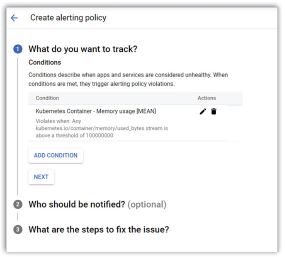 Create alerting policy
1 What do you want to track?
Conditions
Conditions describe when apps and services are considered unhealthy. When
conditions are met, they trigger alerting policy violations.
Condition Actions
Kubernetes Container - Memory usage [MEAN]
Violates when: Any
kubernetes.io/container/memory/used_bytes stream is
above a threshold of 100000000
ADD CONDITION
NEXT
2 Who should be notified? (optional)
3 What are the steps to fix the issue?